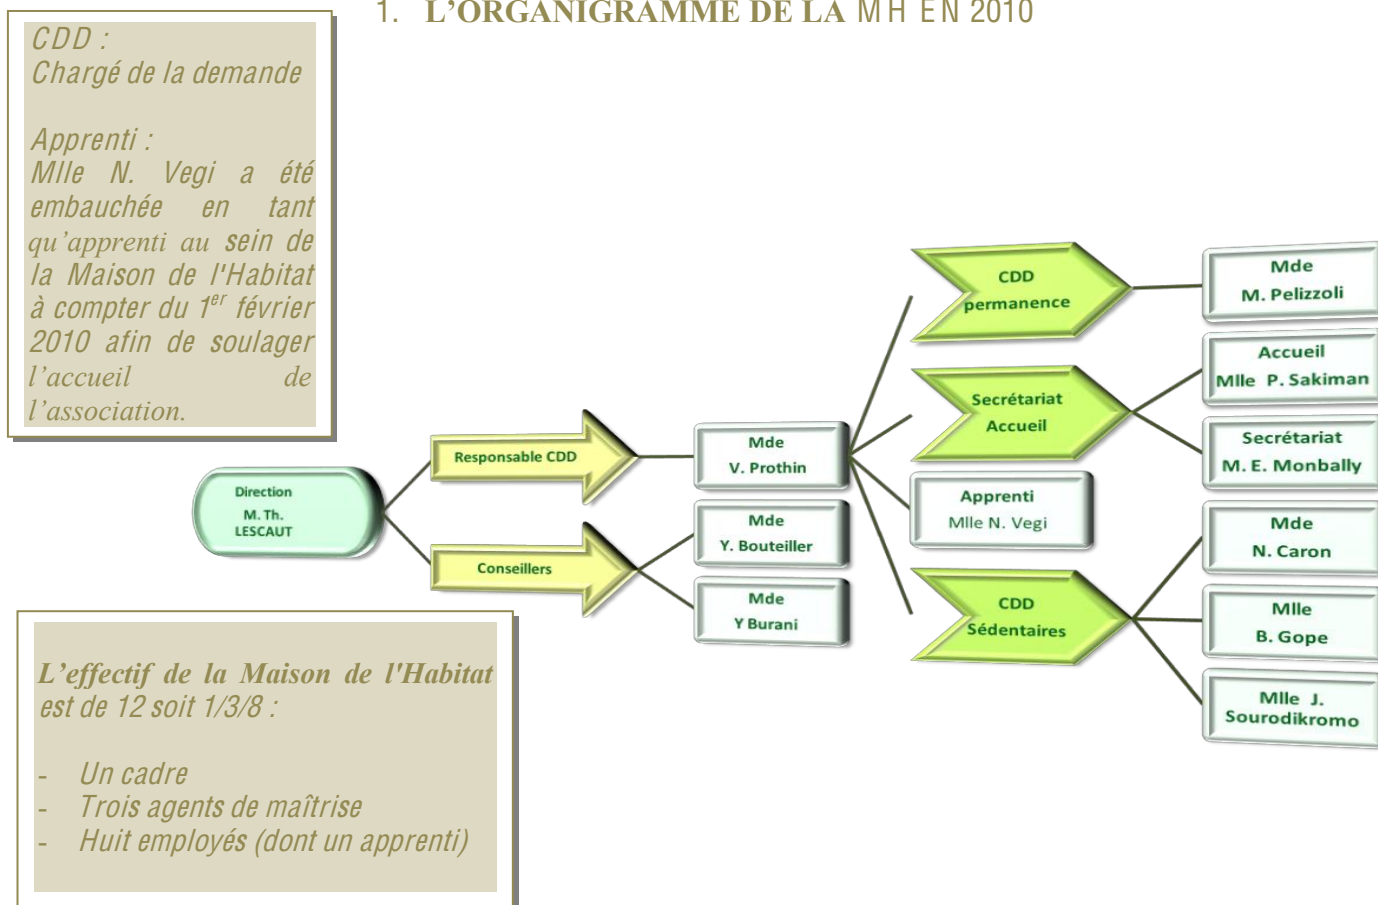 1. L'ORGANIGRAMME DE LA MH EN 2010
CDD :
Chargé de la demande
Apprenti :
Mlle N. Vegi a été
embauchée en tant
qu'apprenti au sein de
la Maison de l'Habitat
à compter du 1er février
2010 afin de soulager
l'accueil de
l'association.
Direction
M. Th.
LESCAUT
Responsable CDD
Conseillers
Mde
V. Prothin
Mde
Y. Bouteiller
Mde
Y Burani
CDD
permanence
Secrétariat
Accueil
Apprenti
Mlle N. Vegi
CDD
Sédentaires
Mde
M. Pelizzoli
Accueil
Mlle P. Sakiman
Secrétariat
M. E. Monbally
Mde
N. Caron
Mlle
B. Gope
Mlle J.
Sourodikromo
L'effectif de la Maison de l'Habitat
est de 12 soit 1/3/8 :
- Un cadre
- Trois agents de maîtrise
- Huit employés (dont un apprenti)